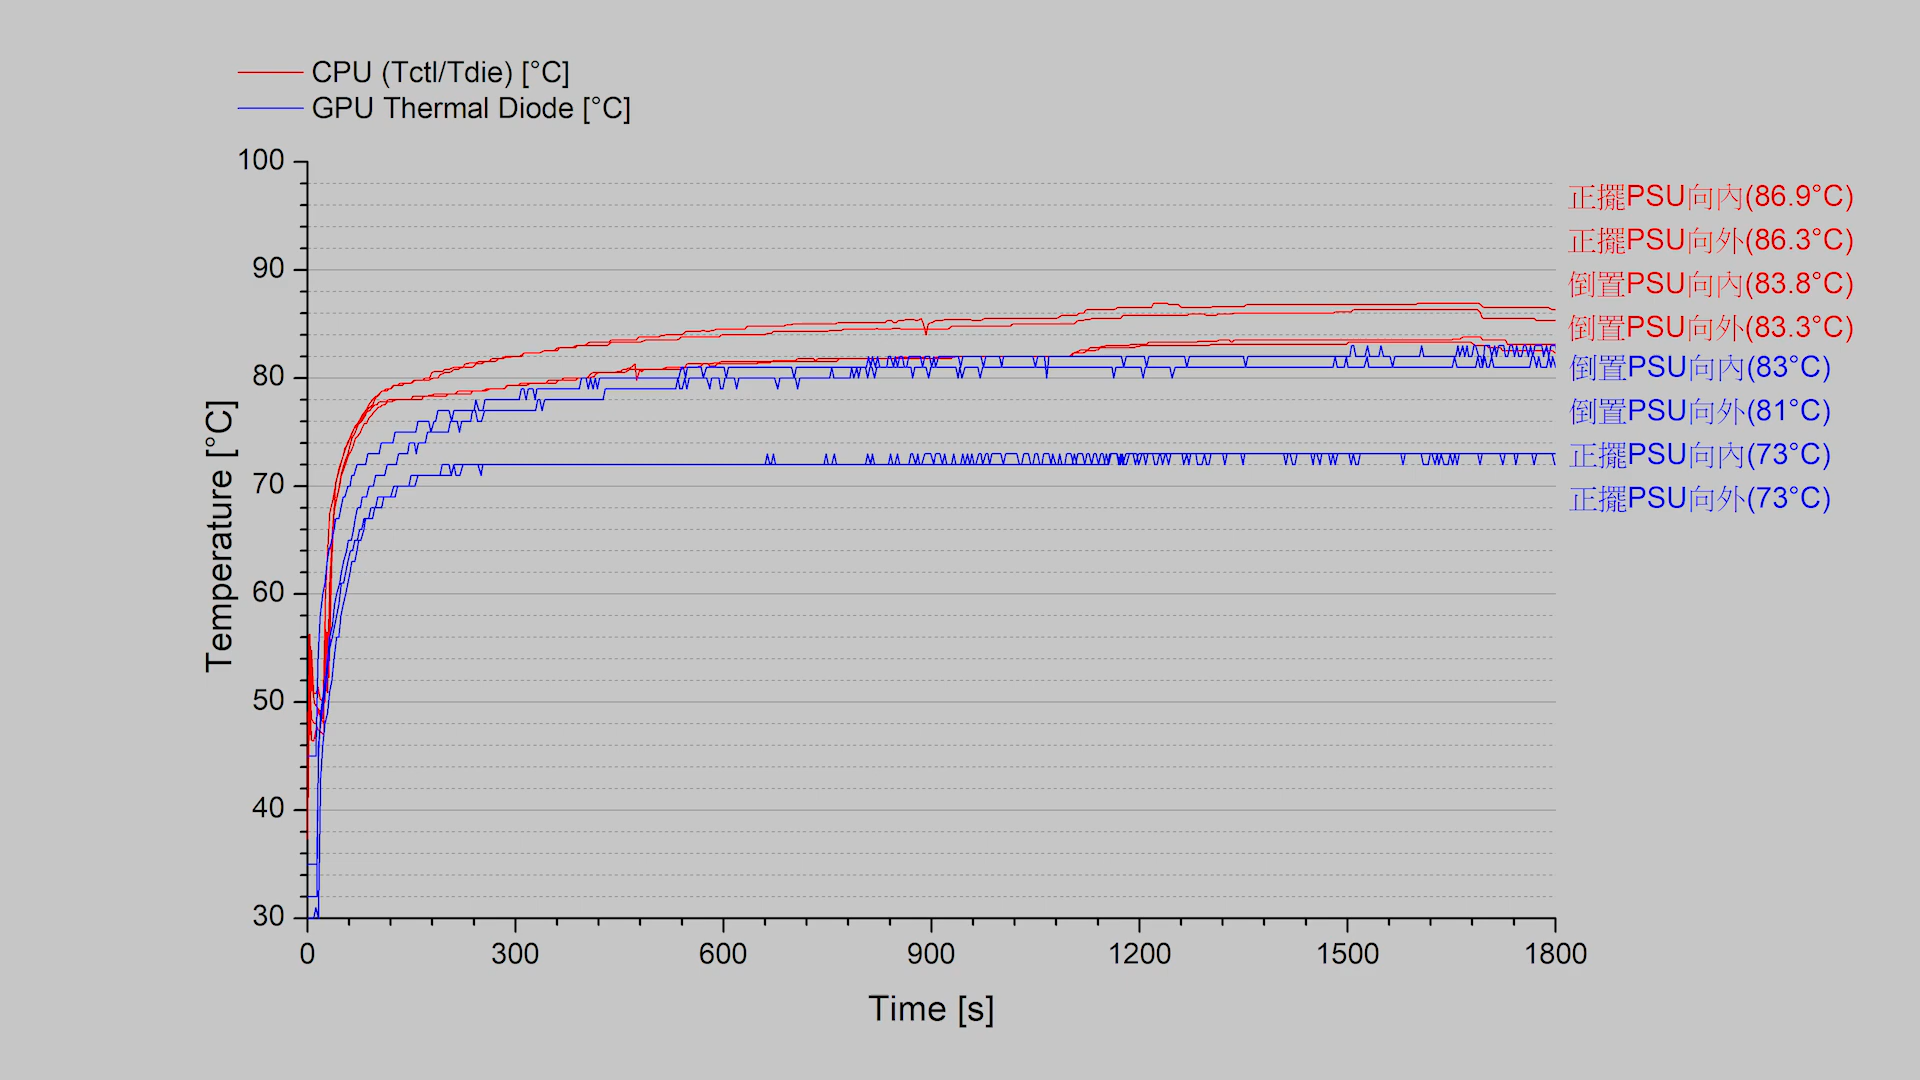 CPU (Tctl/Tdie) [°C]
GPU Thermal Diode [°C]
100
90
80
70
60
50
40
30
0 300 600 900 1200 1500 1800
Temperature [°C]
Time [s]
正擺PSU向內(86.9°C)
正擺PSU向外(86.3°C)
倒置PSU向內(83.8°C)
倒置PSU向外(83.3°C)
倒置PSU向內(83°C)
倒置PSU向外(81°C)
正擺PSU向內(73°C)
正擺PSU向外(73°C)